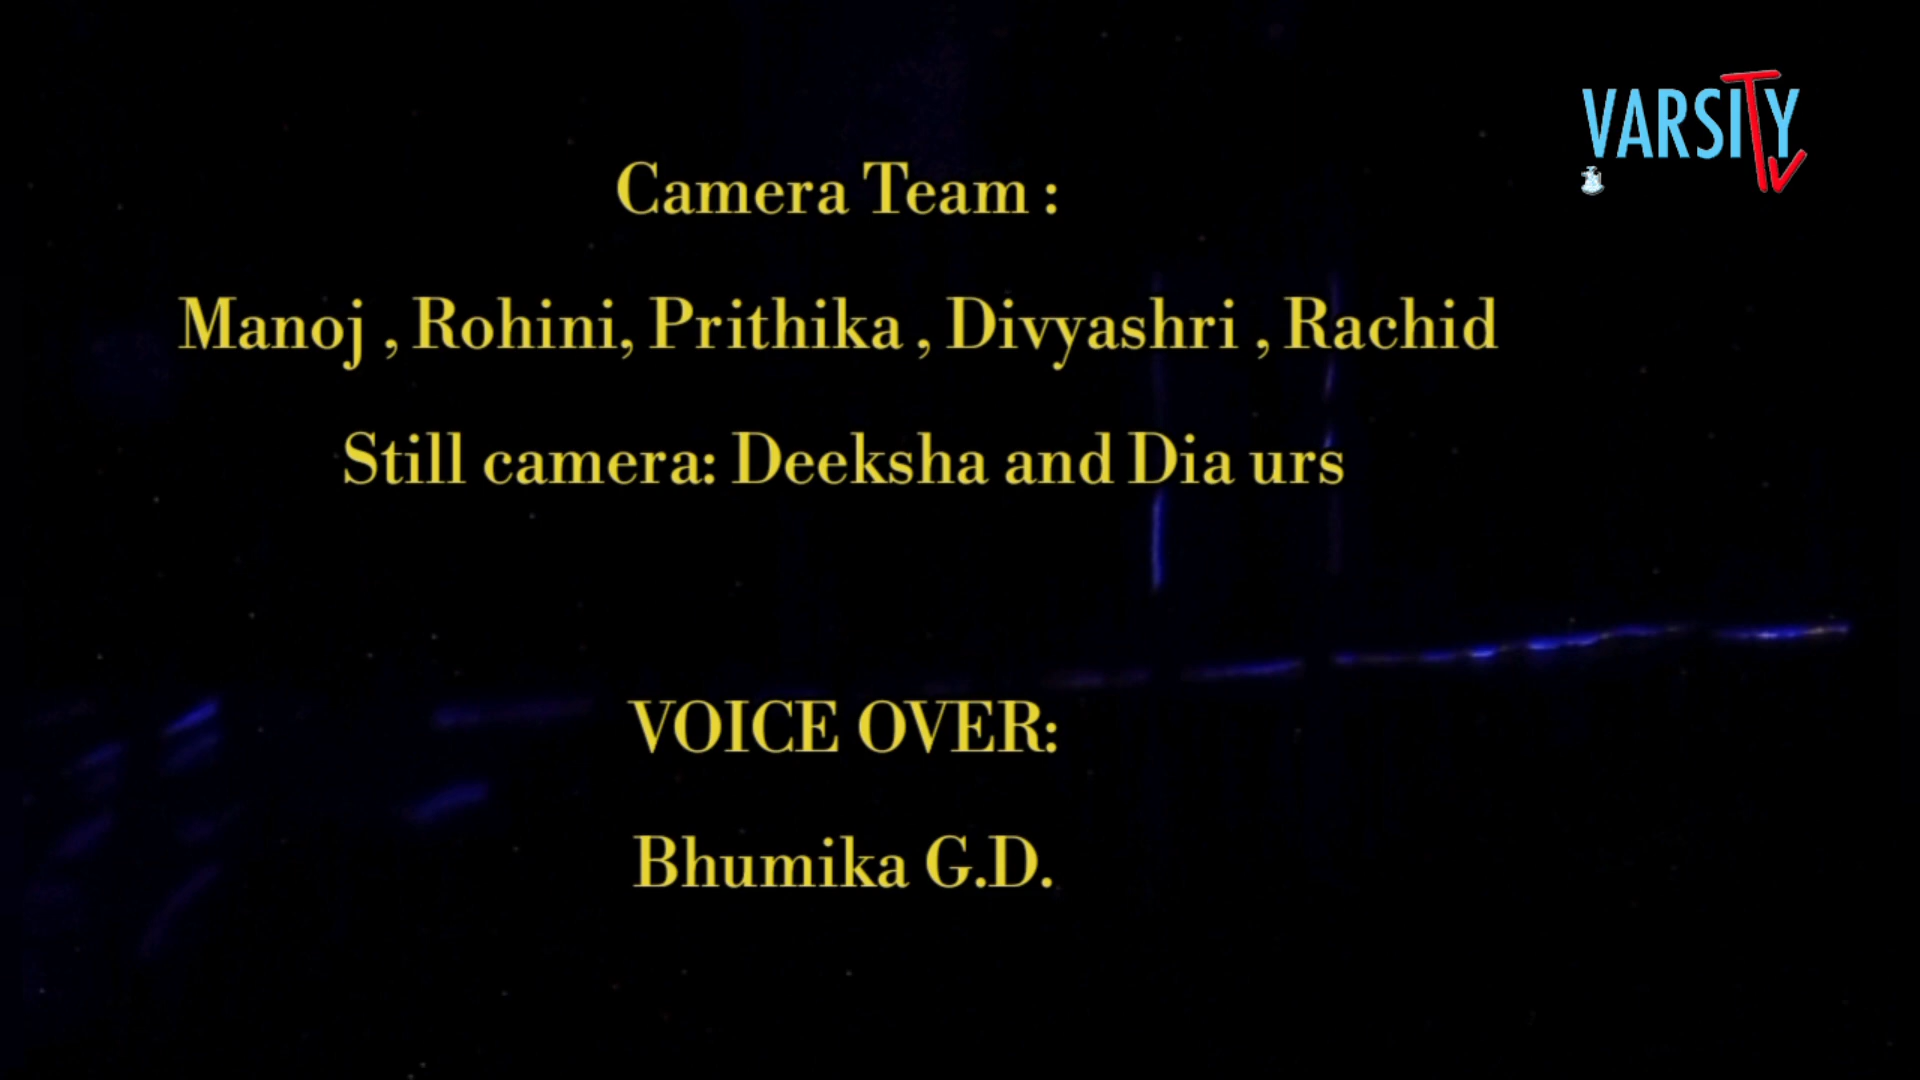 VARSITY
TV
Camera Team :
Manoj , Rohini, Prithika , Divyashri , Rachid
Still camera: Deeksha and Dia urs
VOICE OVER:
Bhumika G.D.